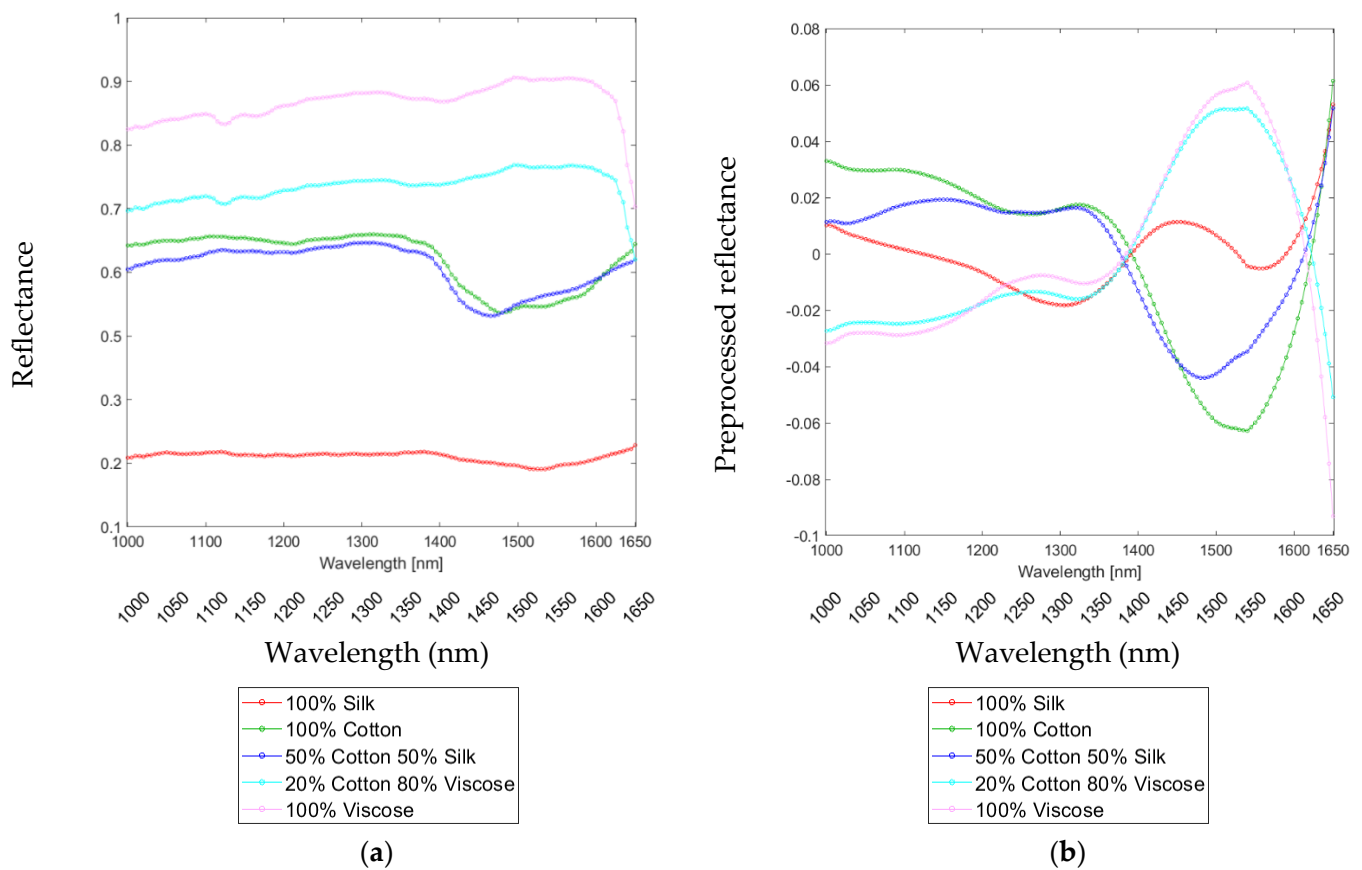 1
0.9
0.8
0.7
0.6
0.5
0.3
0.2
0.1
Reflectance
1000 1100 1200 1300 1400 1500 1600 1650
Wavelength [nm]
1000 1050 1100 1150 1200 1250 1300 1350 1400 1450 1500 1550 1600 1650
Wavelength (nm)
100% Silk
100% Cotton
50% Cotton 50% Silk
20% Cotton 80% Viscose
100% Viscose
(a)
0.08
0.06
0.04
0.02
0
-0.02
-0.04
-0.06
-0.08
-0.1
Preprocessed reflectance
1000 1100 1200 1300 1400 1500 1600 1650
Wavelength [nm]
1000 1050 1100 1150 1200 1250 1300 1350 1400 1450 1500 1550 1600 1650
Wavelength (nm)
100% Silk
100% Cotton
50% Cotton 50% Silk
20% Cotton 80% Viscose
100% Viscose
(b)